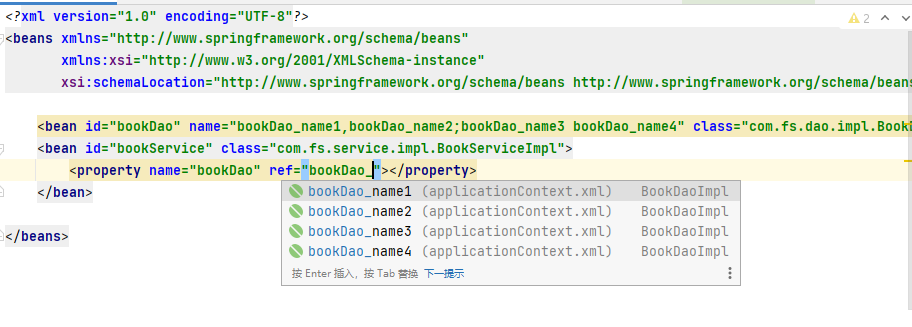 <?xml version="1.0" encoding="UTF-8"?>
2
<beans xmlns="http://www.springframework.org/schema/beans"
xmlns:xsi="http://www.w3.org/2001/XMLSchema-instance"
xsi:schemaLocation="http://www.springframework.org/schema/beans http://www.springframework.org/schema/beans
<bean id="bookDao" name="bookDao_name1,bookDao_name2;bookDao_name3 bookDao_name4" class="com.fs.dao.impl.BookD
<bean id="bookService" class="com.fs.service.impl.BookServiceImpl">
<property name="bookDao" ref="bookDao_"></property>
bookDao_name1 (applicationContext.xml) BookDaoImpl
</bean>
bookDao_name2 (applicationContext.xml) BookDaoImpl
bookDao_name3 (applicationContext.xml) BookDaoImpl
</beans>
bookDao_name4 (applicationContext.xml) BookDaoImpl
按 Enter 插入，按 Tab 替换 下一提示